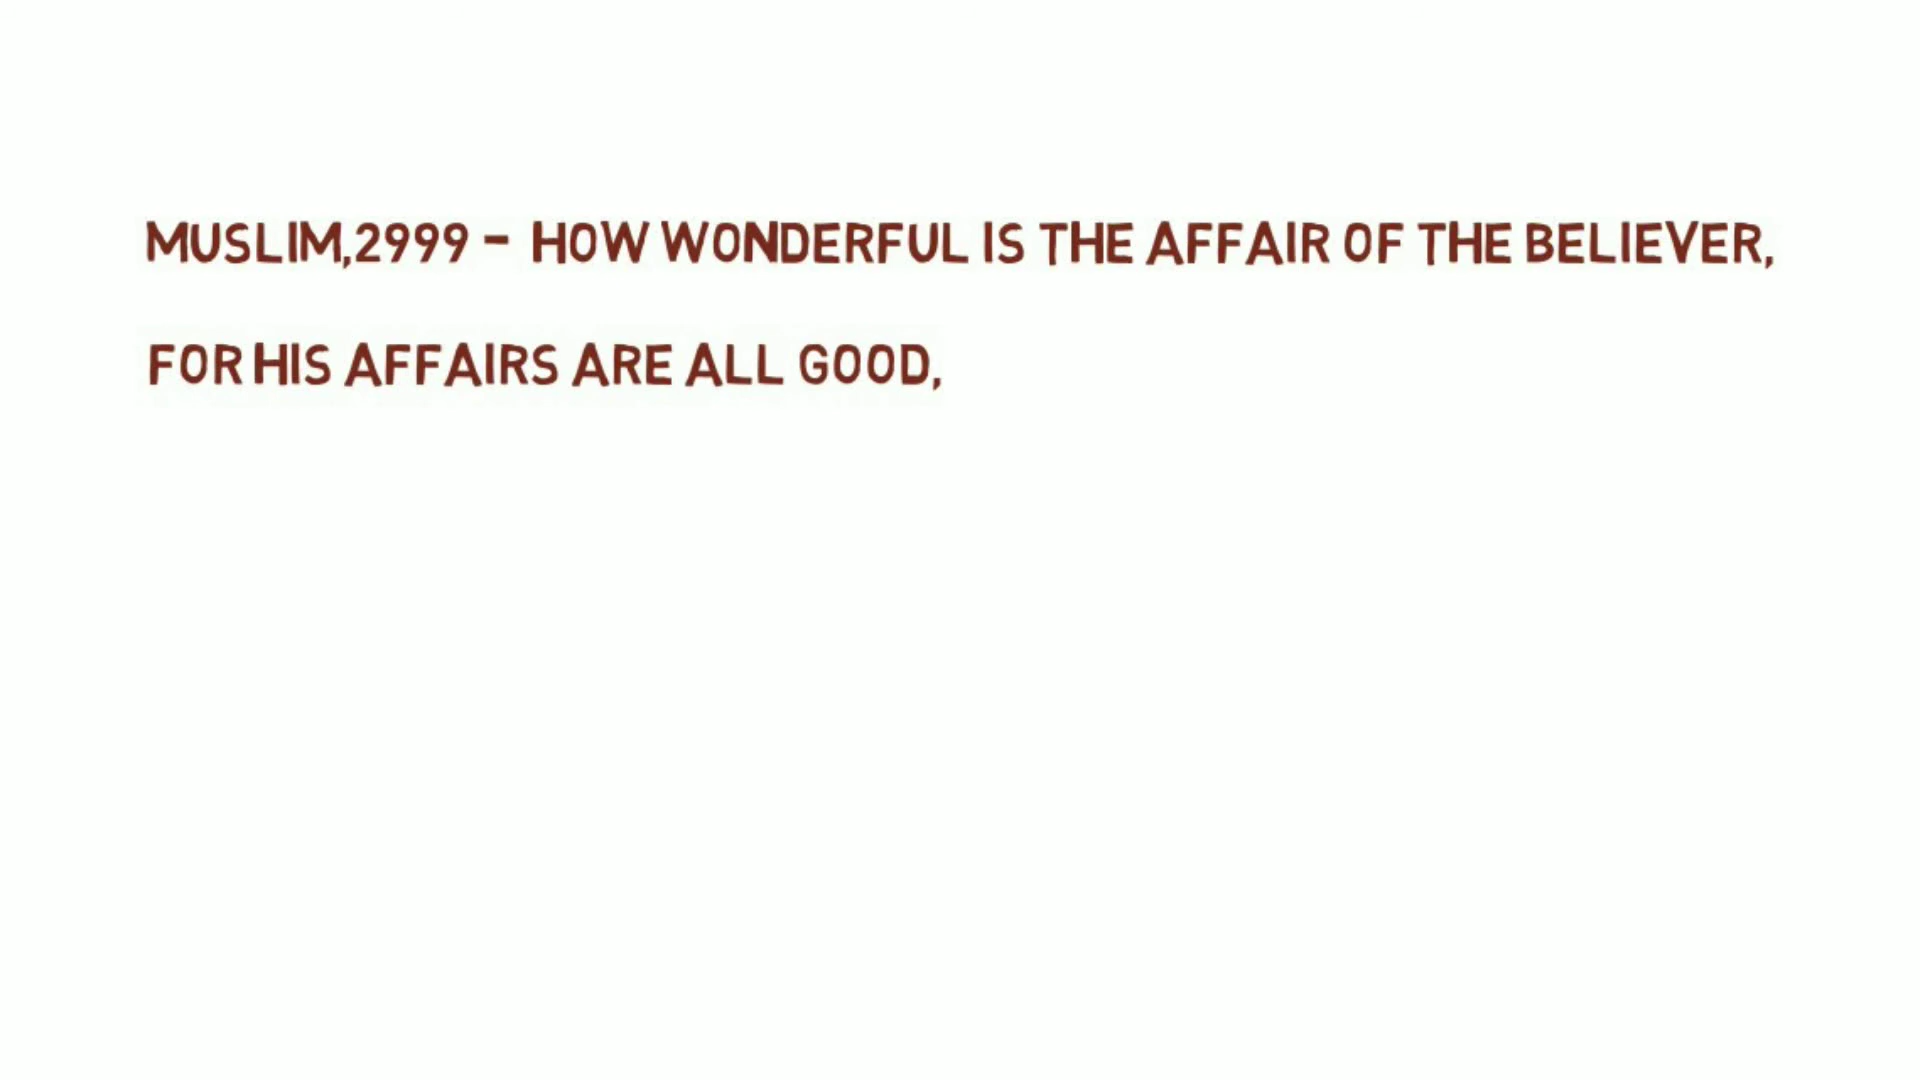 MUSLIM,2999 - HOW WONDERFUL IS THE AFFAIR OF THE BELIEVER,
FOR HIS AFFAIRS ARE ALL GOOD,